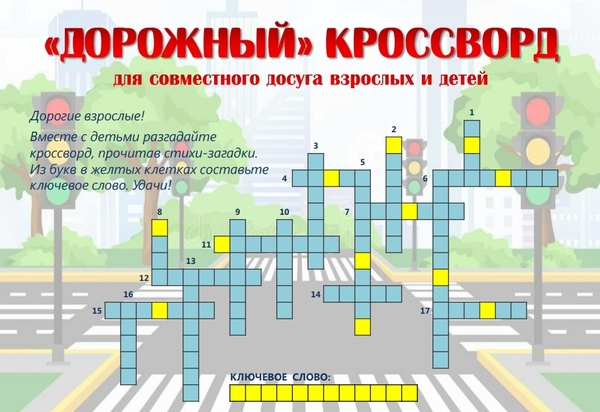 «ДОРОЖНЫЙ» КРОССВОРД
для совместного досуга взрослых и детей
Дорогие взрослые!
Вместе с детьми разгадайте
кроссворд, прочитав стихи-загадки.
Из букв в желтых клетках составьте
ключевое слово. Удачи!
1
2
3
4
5
6
7
8
9
10
11
12
13
14
15
16
17
КЛЮЧЕВОЕ СЛОВО: